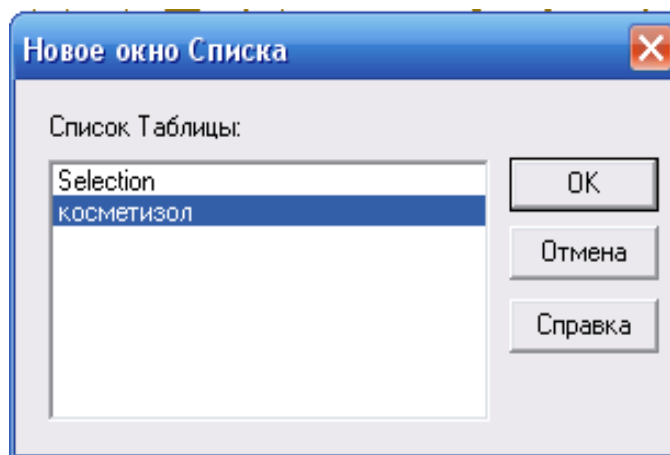 Новое окно Списка
Список Таблицы:
Selection
косметизол
OK
Отмена
Справка